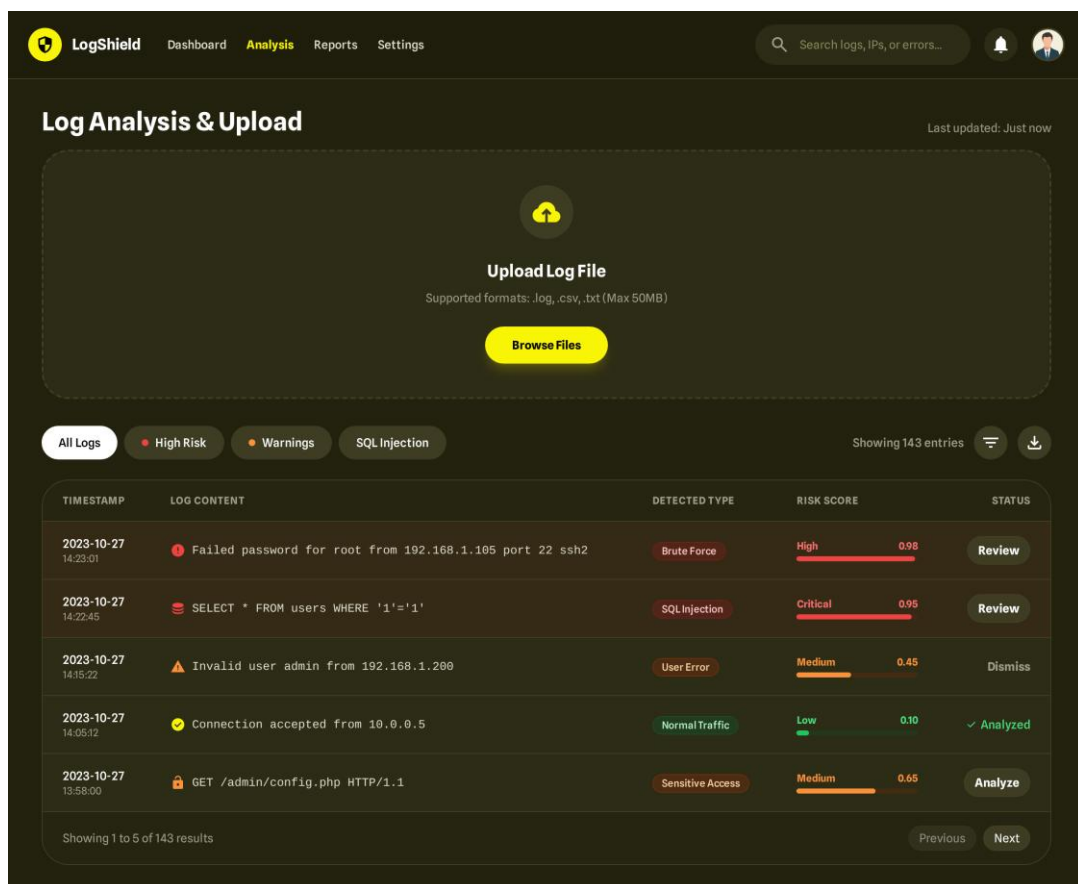 LogShield Dashboard Analysis Reports Settings Search logs, IPs, or errors...
Log Analysis & Upload
Last updated: Just now
Upload Log File
Supported formats: .log, .csv, .txt (Max 50MB)
Browse Files
All Logs High Risk Warnings SQL Injection Showing 143 entries
TIMESTAMP LOG CONTENT DETECTED TYPE RISK SCORE STATUS
2023-10-27
14:23:01
Failed password for root from 192.168.1.105 port 22 ssh2
Brute Force
High 0.98
Review
2023-10-27
14:22:45
SELECT * FROM users WHERE '1'='1'
SQL Injection
Critical 0.95
Review
2023-10-27
14:15:22
Invalid user admin from 192.168.1.200
User Error
Medium 0.45
Dismiss
2023-10-27
14:05:12
Connection accepted from 10.0.0.5
Normal Traffic
Low 0.10
Analyzed
2023-10-27
13:58:00
GET /admin/config.php HTTP/1.1
Sensitive Access
Medium 0.65
Analyze
Showing 1 to 5 of 143 results
Previous Next